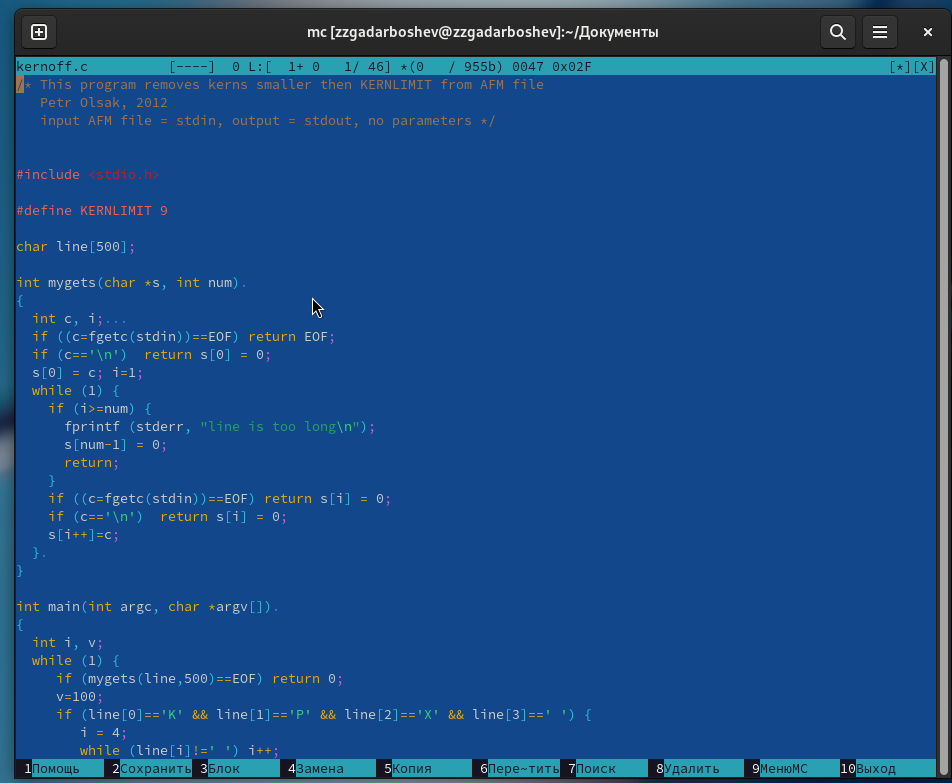 mc [zzgadarboshev@zzgadarboshev]:~/Документы
kernoff.c          [----]  0 L:[  1+ 0   1/ 46] *(0   / 955b) 0047 0x02F                                     [*][X]
/* This program removes kerns smaller then KERNLIMIT from AFM file
   Petr Olsak, 2012
   input AFM file = stdin, output = stdout, no parameters */
#include <stdio.h>
#define KERNLIMIT 9
char line[500];
int mygets(char *s, int num).
{
  int c, i;...
  if ((c=fgetc(stdin))==EOF) return EOF;
  if (c=='\n')  return s[0] = 0;
  s[0] = c; i=1;
  while (1) {
    if (i>=num) {
      fprintf (stderr, "line is too long\n");
      s[num-1] = 0;
      return;
    }
    if ((c=fgetc(stdin))==EOF) return s[i] = 0;
    if (c=='\n')  return s[i] = 0;
    s[i++]=c;
  }.
}
int main(int argc, char *argv[]).
{
  int i, v;
  while (1) {
     if (mygets(line,500)==EOF) return 0;
     v=100;
     if (line[0]=='K' && line[1]=='P' && line[2]=='X' && line[3]==' ') {
        i = 4;
        while (line[i]!=' ') i++;
1Помощь 2Сохранить 3Блок 4Замена 5Копия 6Пере~тить 7Поиск 8Удалить 9МенюMC 10Выход